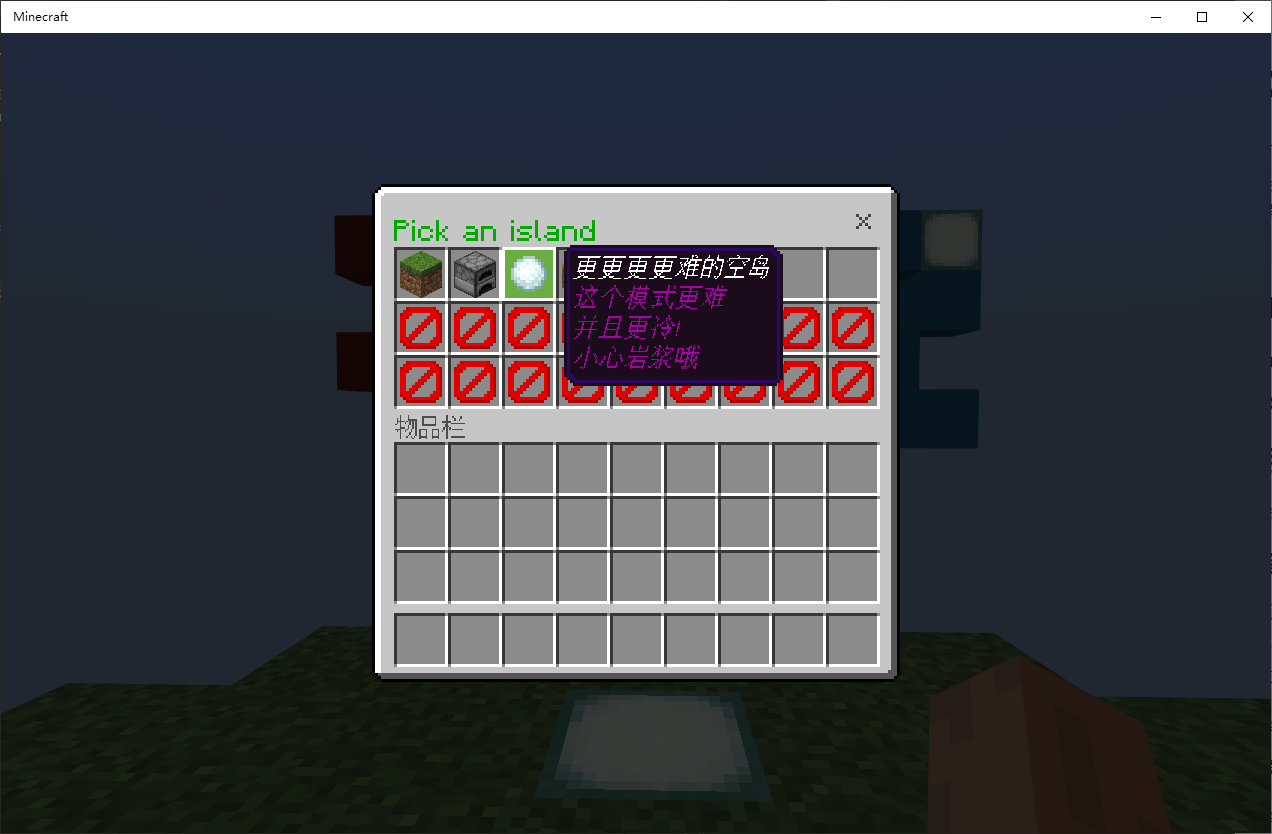 Minecraft
Pick an island
更更更更难的空岛
这个模式更难
并且更冷!
小心岩浆哦
物品栏